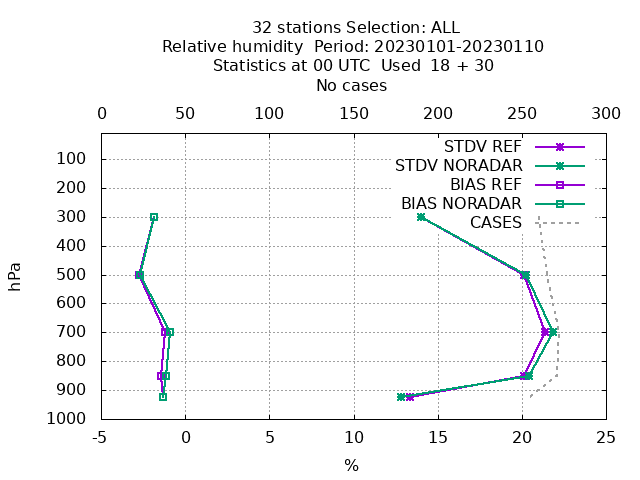 32 stations Selection: ALL
Relative humidity  Period: 20230101-20230110
Statistics at 00 UTC  Used  18 + 30
No cases
0 50 100 150 200 250 300
STDV REF
STDV NORADAR
BIAS REF
BIAS NORADAR
CASES
hPa
100
200
300
400
500
600
700
800
900
1000
-5 0 5 10 15 20 25
%